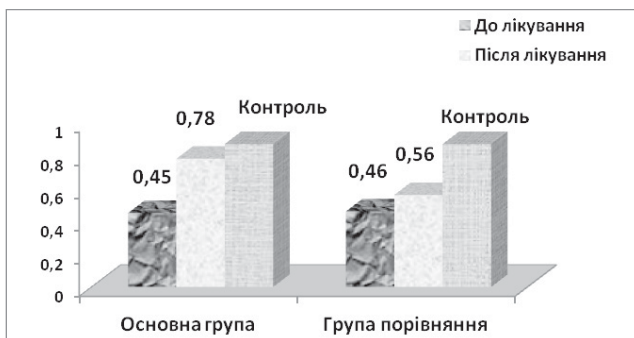 До лікування
Після лікування
Контроль
Контроль
0,78
0,45
0,46
0,56
1
0,8
0,6
0,4
0,2
0
Основна група
Група порівняння